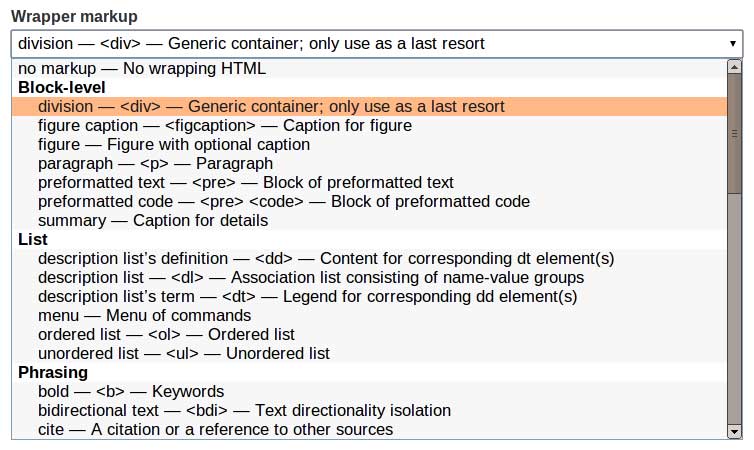 Wrapper markup
division — <div> — Generic container; only use as a last resort
no markup — No wrapping HTML
Block-level
division — <div> — Generic container; only use as a last resort
figure caption — <figcaption> — Caption for figure
figure — Figure with optional caption
paragraph — <p> — Paragraph
preformatted text — <pre> — Block of preformatted text
preformatted code — <pre> <code> — Block of preformatted code
summary — Caption for details
List
description list's definition — <dd> — Content for corresponding dt element(s)
description list — <dl> — Association list consisting of name-value groups
description list's term — <dt> — Legend for corresponding dd element(s)
menu — Menu of commands
ordered list — <ol> — Ordered list
unordered list — <ul> — Unordered list
Phrasing
bold — <b> — Keywords
bidirectional text — <bdi> — Text directionality isolation
cite — A citation or a reference to other sources